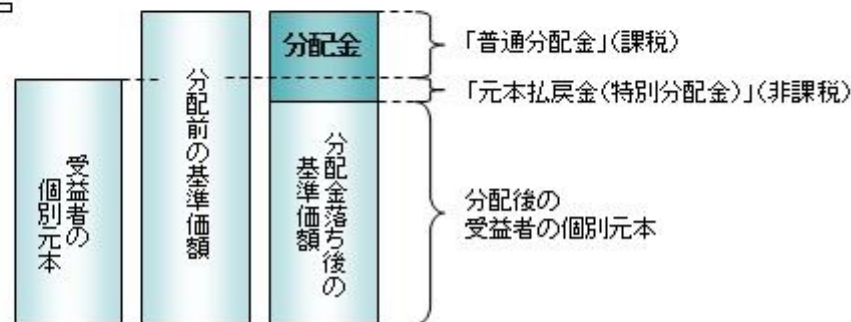 受益者の
個別元本
分配前の基準価額
分配金
分配金落ち後の
基準価額
「普通分配金」(課税)
「元本払戻金(特別分配金)」(非課税)
分配後の
受益者の個別元本